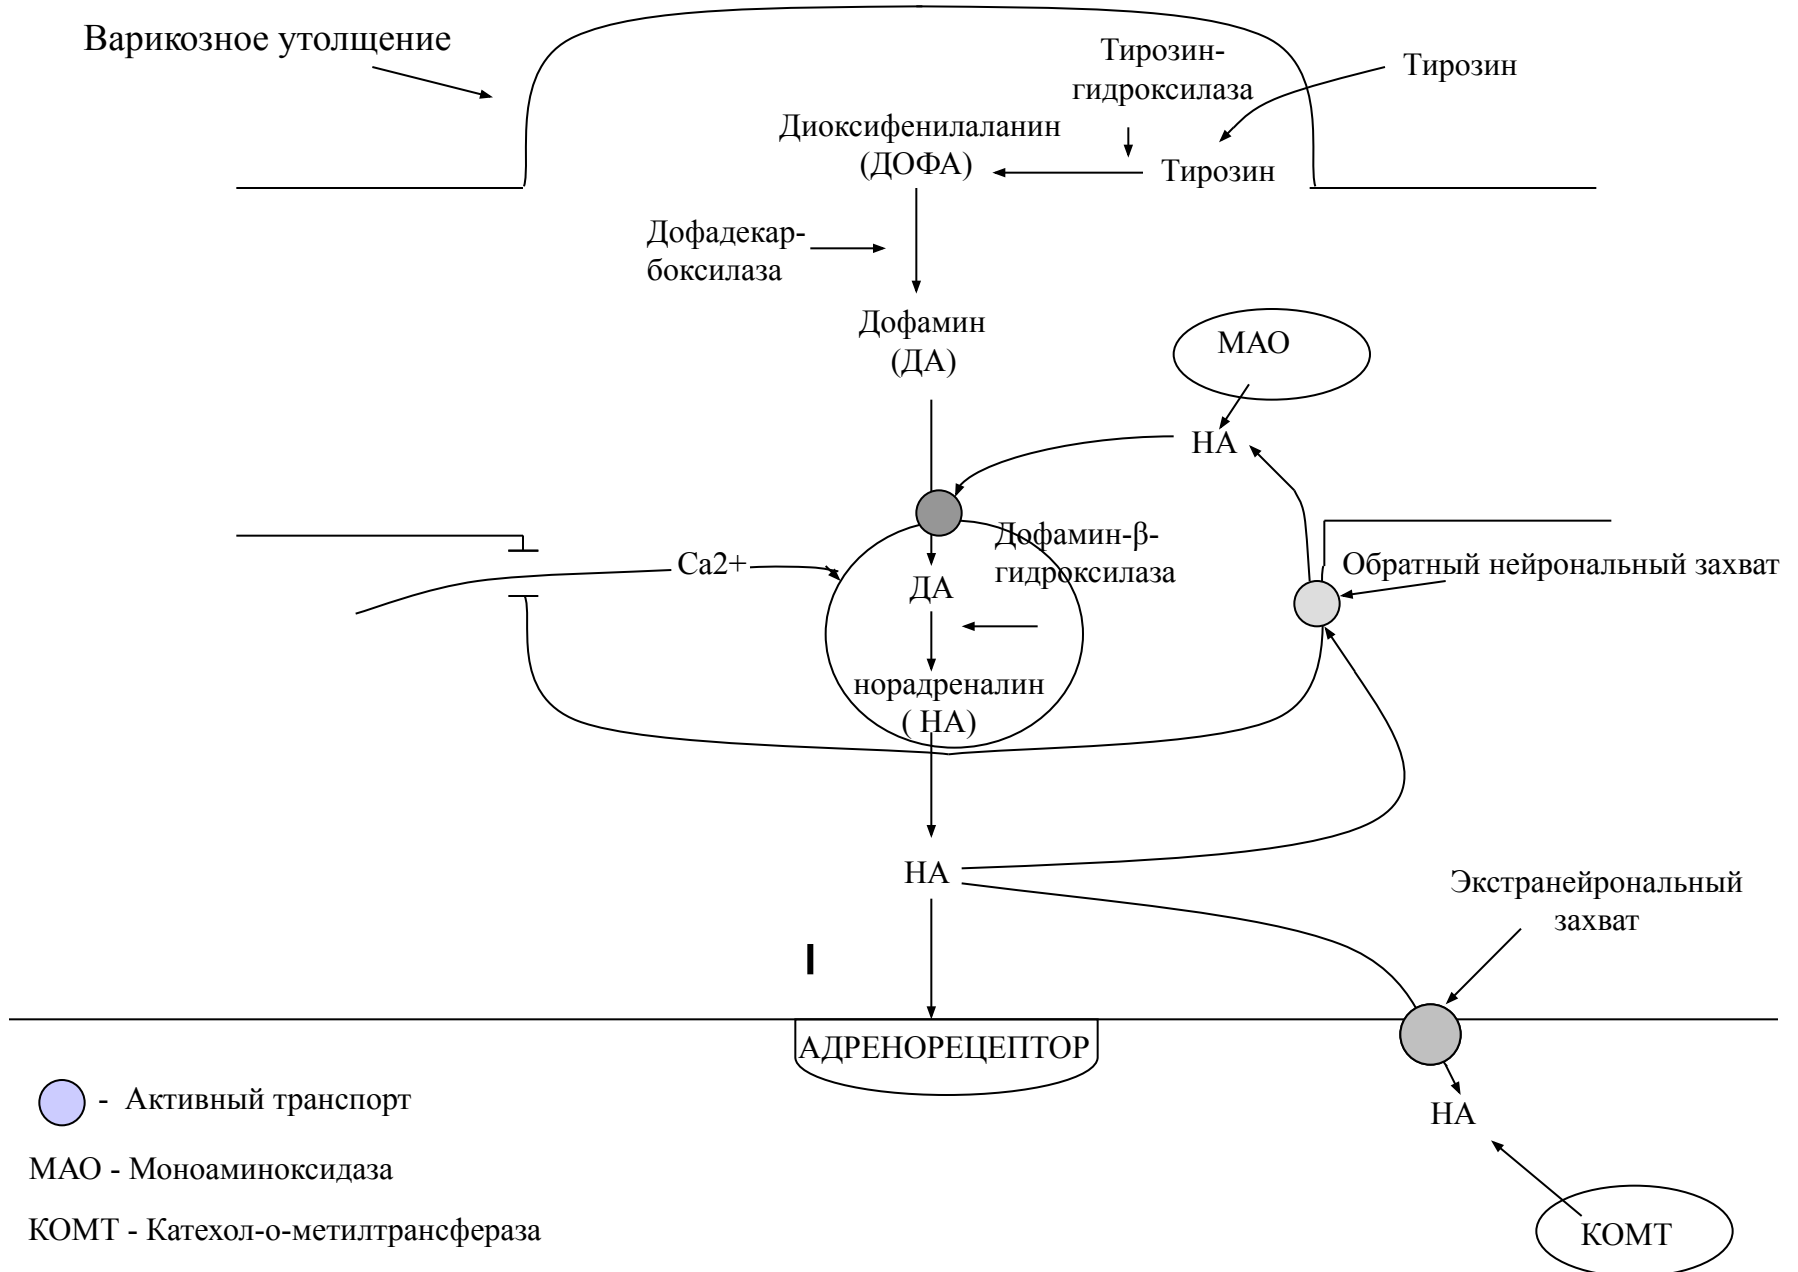 Варикозное утолщение
Тирозин-
гидроксилаза
Тирозин
Диоксифенилаланин
(ДОФА)
Тирозин
Дофадекар-
боксилаза
Дофамин
(ДА)
МАО
НА
Дофамин-β-
гидроксилаза
Ca2+
ДА
Обратный нейрональный захват
норадреналин
( НА)
НА
Экстранейрональный
захват
АДРЕНОРЕЦЕПТОР
- Активный транспорт
НА
МАО - Моноаминоксидаза
КОМТ - Катехол-о-метилтрансфераза
КОМТ